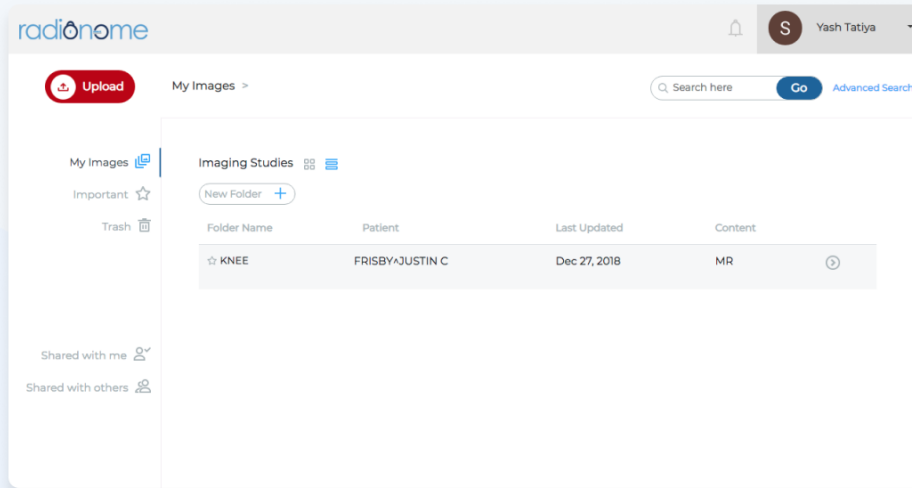 radionome
S
Yash Tatiya
Upload
My Images >
Search here
Go
Advanced Search
My Images
Important
Trash
Shared with me
Shared with others
Imaging Studies
New Folder +
Folder Name Patient Last Updated Content
KNEE FRISBY^JUSTIN C Dec 27, 2018 MR